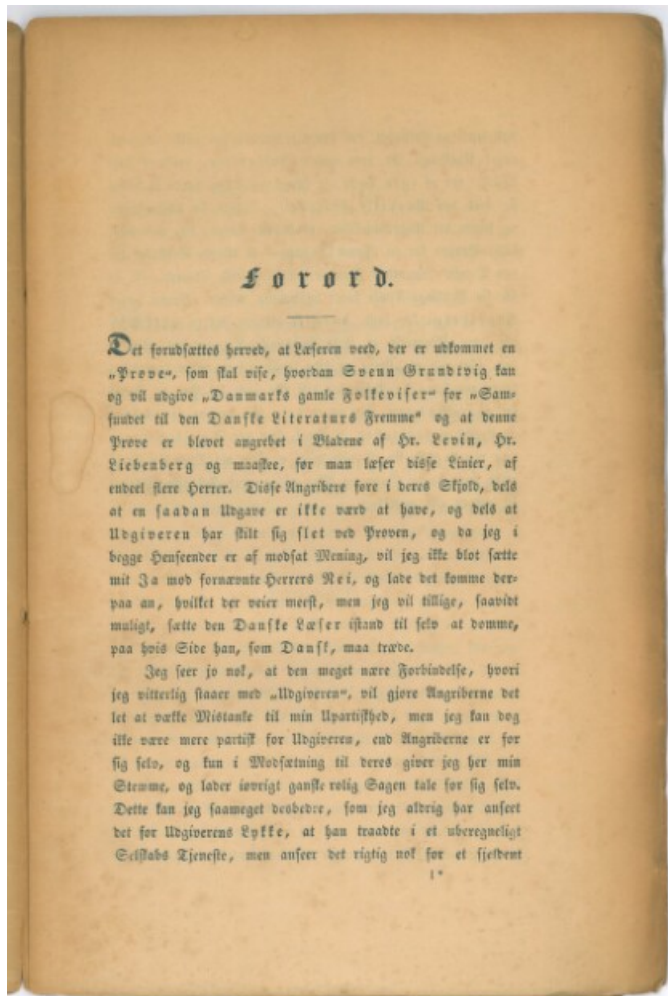 Forord.
Det forudsættes herved, at Læseren veed, der er udkommet en
„Prøve“, som skal vise, hvordan Svenn Grundtvig kan
og vil udgive „Danmarks gamle Folkeviser“ for „Sam-
fundet til den Danske Literaturs Fremme“ og at denne
Prøve er blevet angrebet i Bladene af Hr. Levin, Hr.
Liebenberg og maaskee, før man læser disse Linier, af
endeel flere Herrer. Disse Angribere føre i deres Skjold, dels
at en saadan Udgave er ikke værd at have, og dels at
Udgiveren har skilt sig slet ved Prøven, og da jeg i
begge Henseender er af modsat Mening, vil jeg ikke blot sætte
mit Ja mod fornævnte Herrers Nei, og lade det komme der-
paa an, hvilket der veier meest, men jeg vil tillige, saavidt
muligt, sætte den Danske Læser istand til selv at dømme,
paa hvis Side han, som Dansk, maa træde.
Jeg seer jo nok, at den meget nære Forbindelse, hvori
jeg vitterlig staaer med „Udgiveren“, vil gjøre Angriberne det
let at vække Mistanke til min Upartiskhed, men jeg kan dog
ikke være mere partisk for Udgiveren, end Angriberne er for
sig selv, og kun i Modsætning til deres giver jeg her min
Stemme, og lader iøvrigt ganske rolig Sagen tale for sig selv.
Dette kan jeg saameget desbedre, som jeg aldrig har anseet
det for Udgiverens Lykke, at han traadte i et uberegneligt
Selskabs Tjeneste, men anseer det rigtig nok for et sjeldent
1*